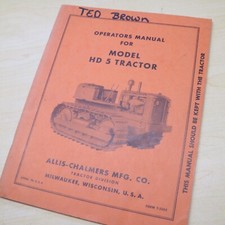 TED BROWN
OPERATORS MANUAL
FOR
MODEL
HD 5 TRACTOR
ALLIS-CHALMERS MFG. CO.
TRACTOR DIVISION
MILWAUKEE, WISCONSIN, U. S. A.
THIS MANUAL SHOULD BE KEPT WITH THE TRACTOR